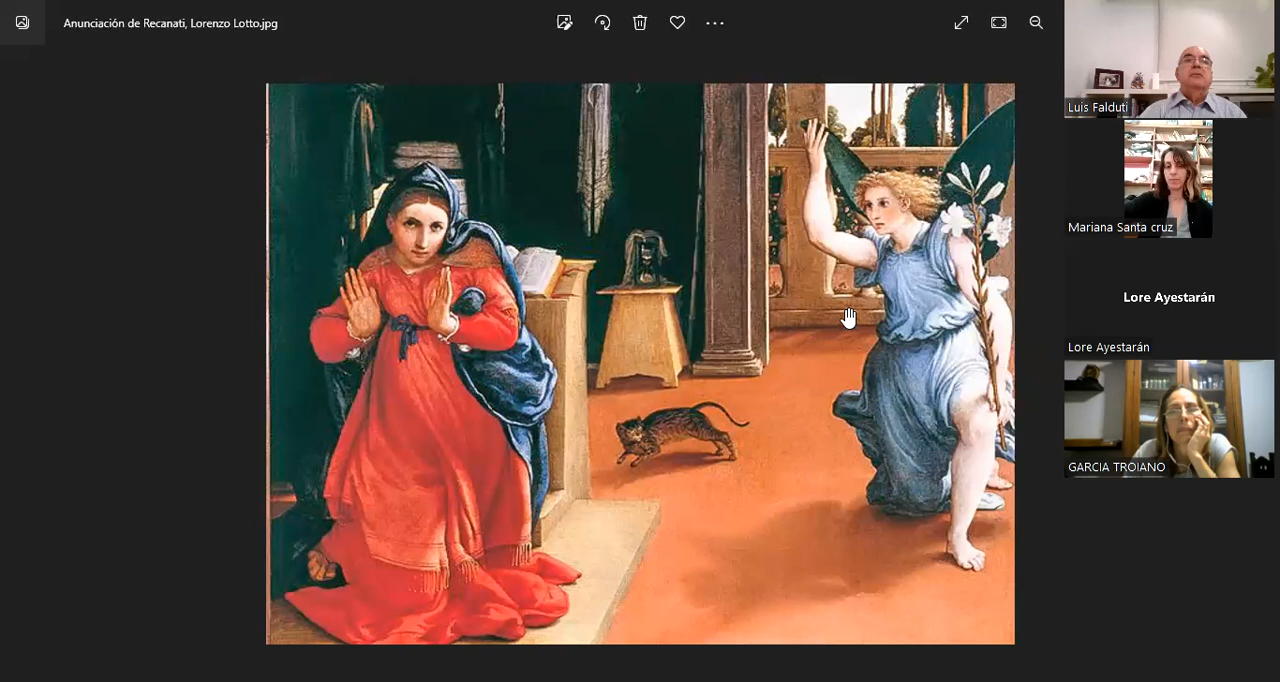 Anunciación de Recanati, Lorenzo Lotto.jpg
Luis Falduti
Mariana Santa cruz
Lore Ayestarán
Lore Ayestarán
GARCIA TROIANO